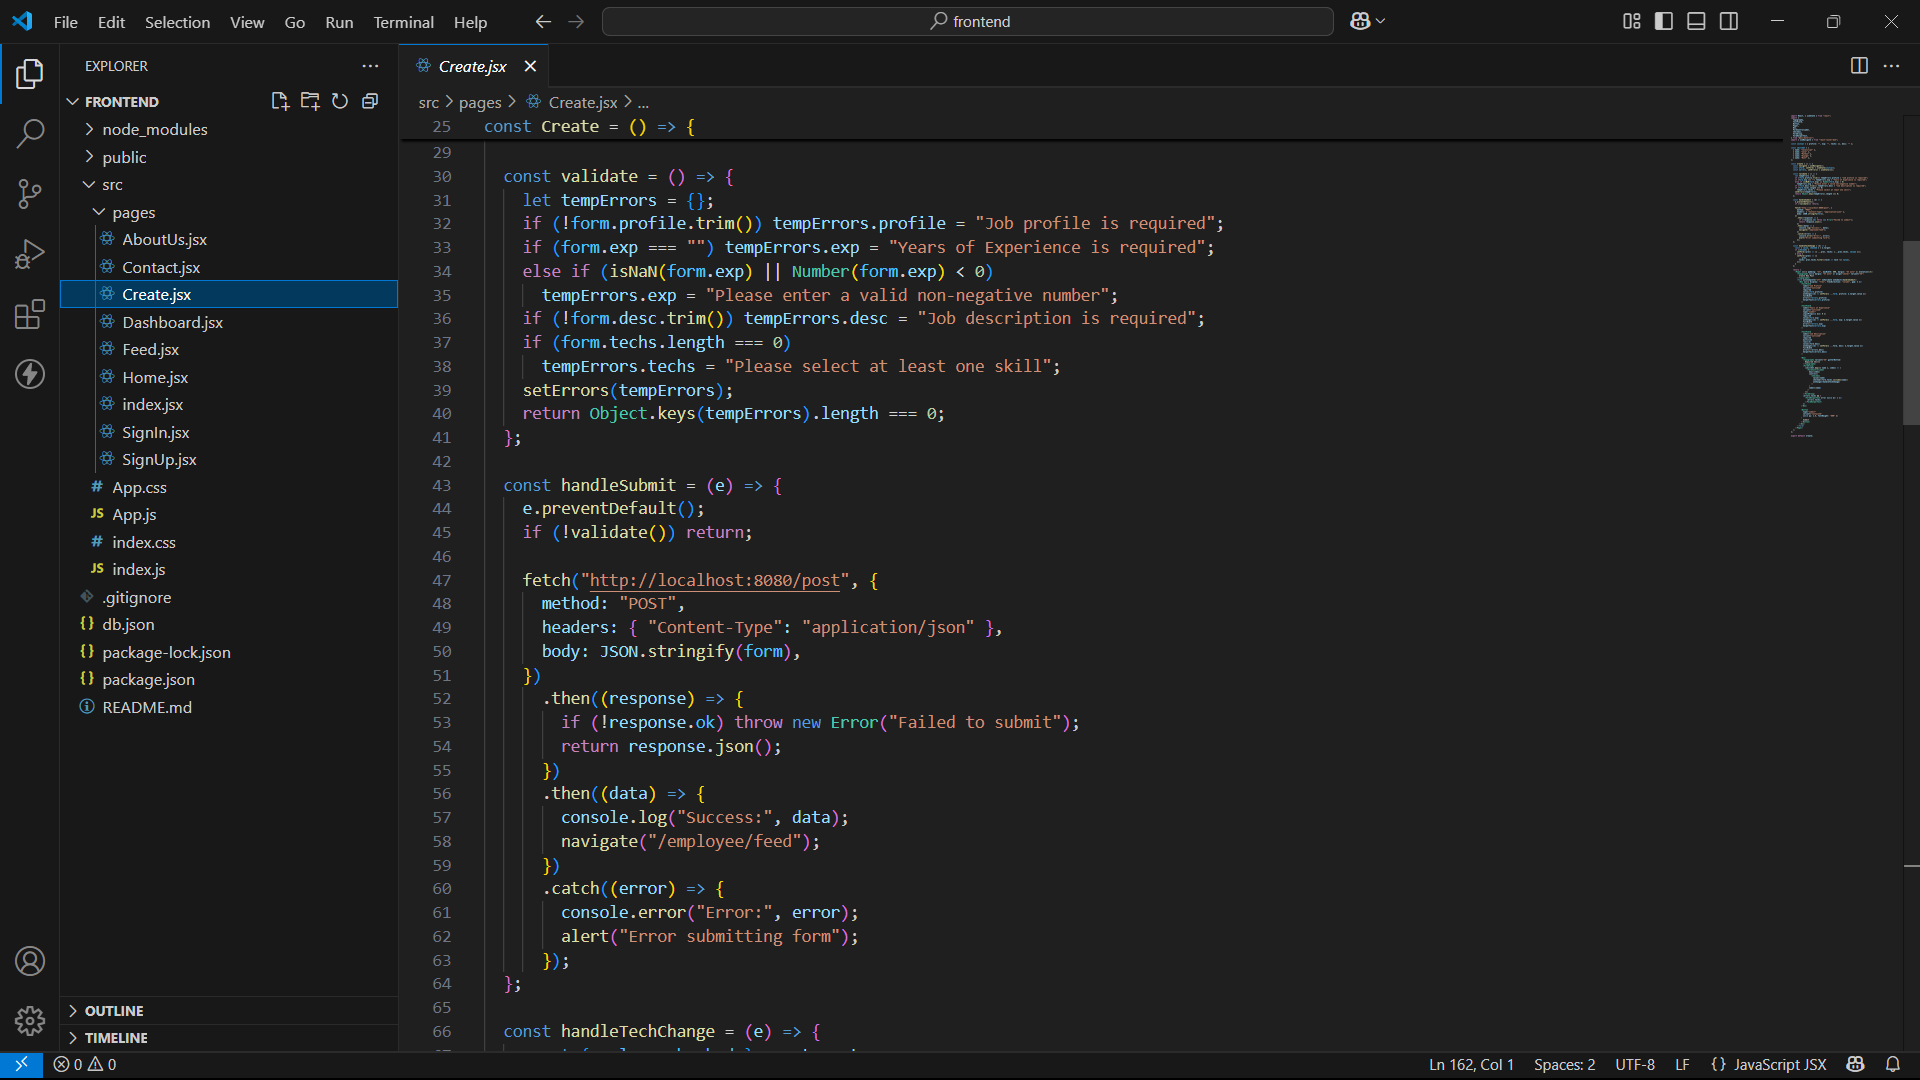 File Edit Selection View Go Run Terminal Help
frontend
EXPLORER
FRONTEND
node_modules
public
src
pages
AboutUs.jsx
Contact.jsx
Create.jsx
Dashboard.jsx
Feed.jsx
Home.jsx
index.jsx
SignIn.jsx
SignUp.jsx
# App.css
JS App.js
# index.css
JS index.js
.gitignore
{} db.json
{} package-lock.json
{} package.json
README.md
OUTLINE
TIMELINE
Create.jsx
src > pages > Create.jsx > ...
25 const Create = () => {
29
30 const validate = () => {
31 let tempErrors = {};
32 if (!form.profile.trim()) tempErrors.profile = "Job profile is required";
33 if (form.exp === "") tempErrors.exp = "Years of Experience is required";
34 else if (isNaN(form.exp) || Number(form.exp) < 0)
35 tempErrors.exp = "Please enter a valid non-negative number";
36 if (!form.desc.trim()) tempErrors.desc = "Job description is required";
37 if (form.techs.length === 0)
38 tempErrors.techs = "Please select at least one skill";
39 setErrors(tempErrors);
40 return Object.keys(tempErrors).length === 0;
41 };
42
43 const handleSubmit = (e) => {
44 e.preventDefault();
45 if (!validate()) return;
46
47 fetch("http://localhost:8080/post", {
48 method: "POST",
49 headers: { "Content-Type": "application/json" },
50 body: JSON.stringify(form),
51 })
52 .then((response) => {
53 if (!response.ok) throw new Error("Failed to submit");
54 return response.json();
55 })
56 .then((data) => {
57 console.log("Success:", data);
58 navigate("/employee/feed");
59 })
60 .catch((error) => {
61 console.error("Error:", error);
62 alert("Error submitting form");
63 });
64 };
65
66 const handleTechChange = (e) => {
0 0
Ln 162, Col 1 Spaces: 2 UTF-8 LF {} JavaScript JSX